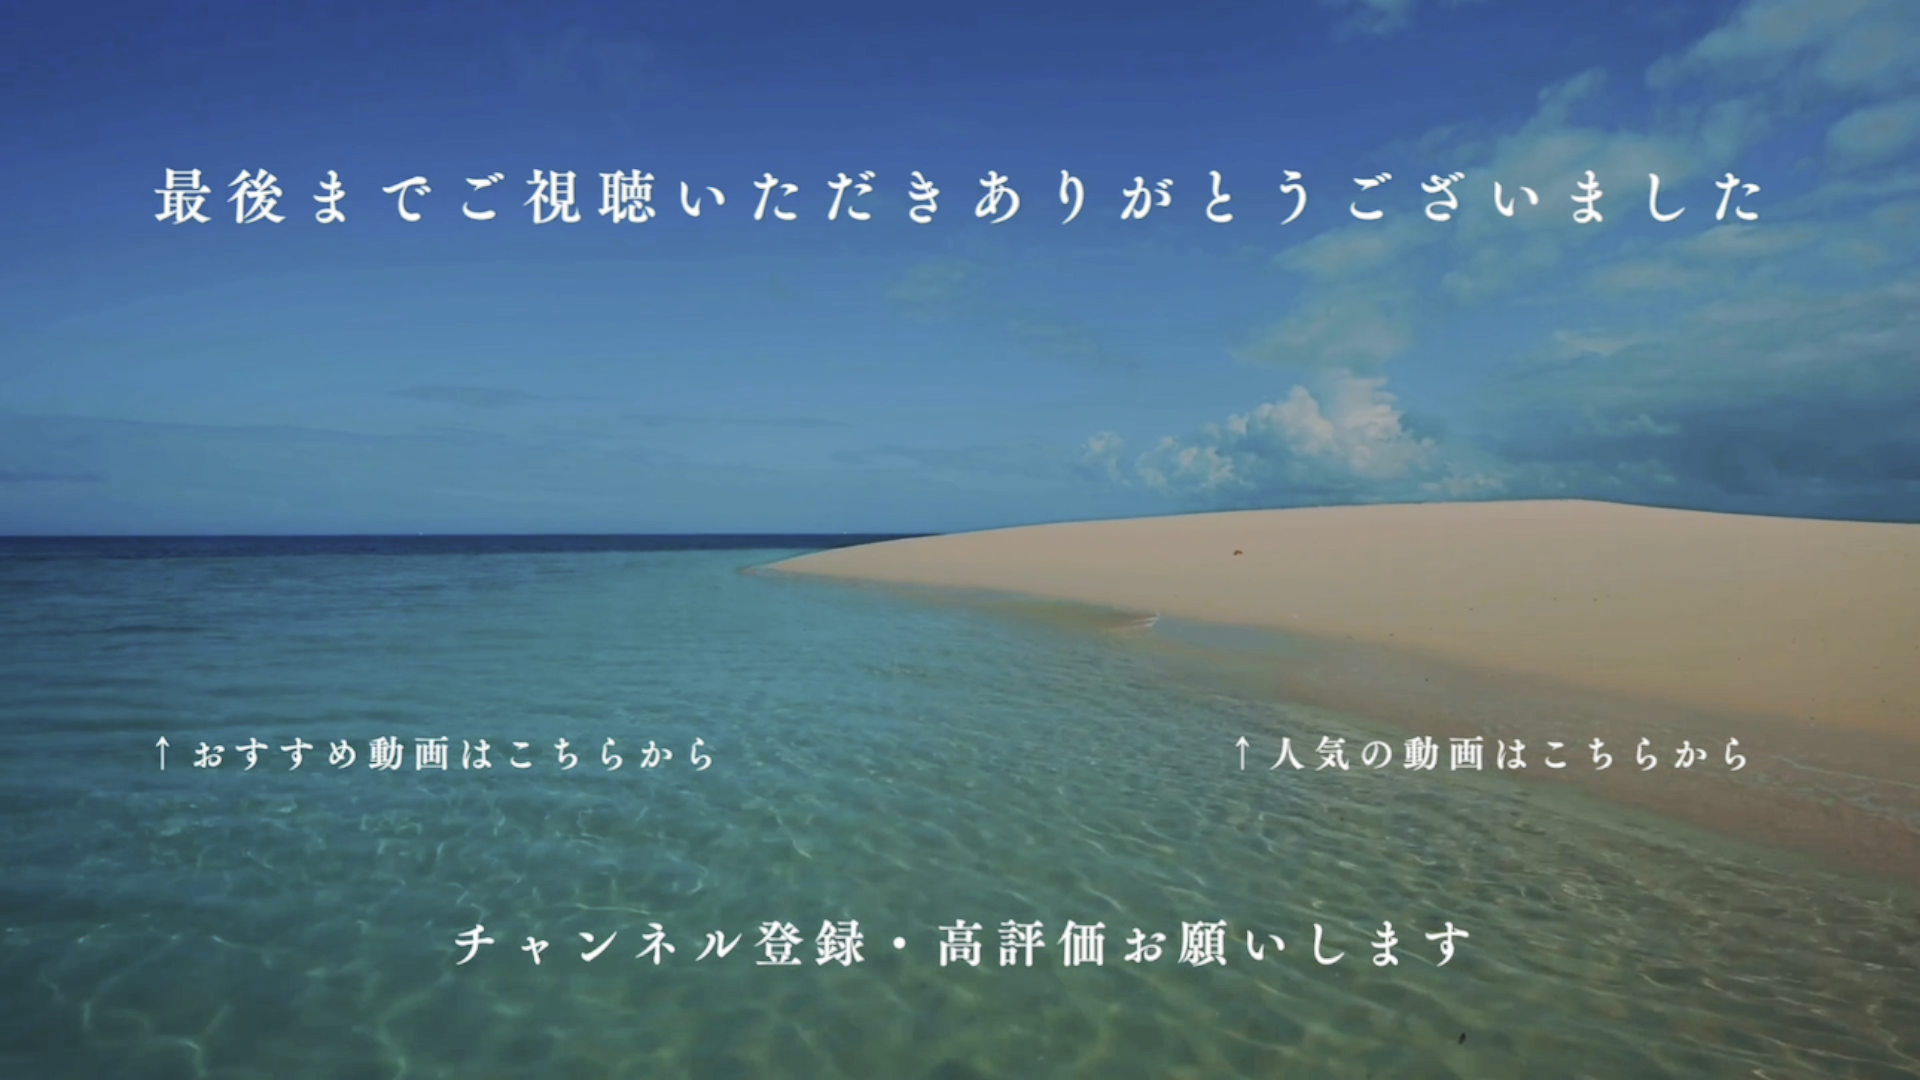 最後までご視聴いただきありがとうございました
↑おすすめ動画はこちらから
↑人気の動画はこちらから
チャンネル登録・高評価お願いします